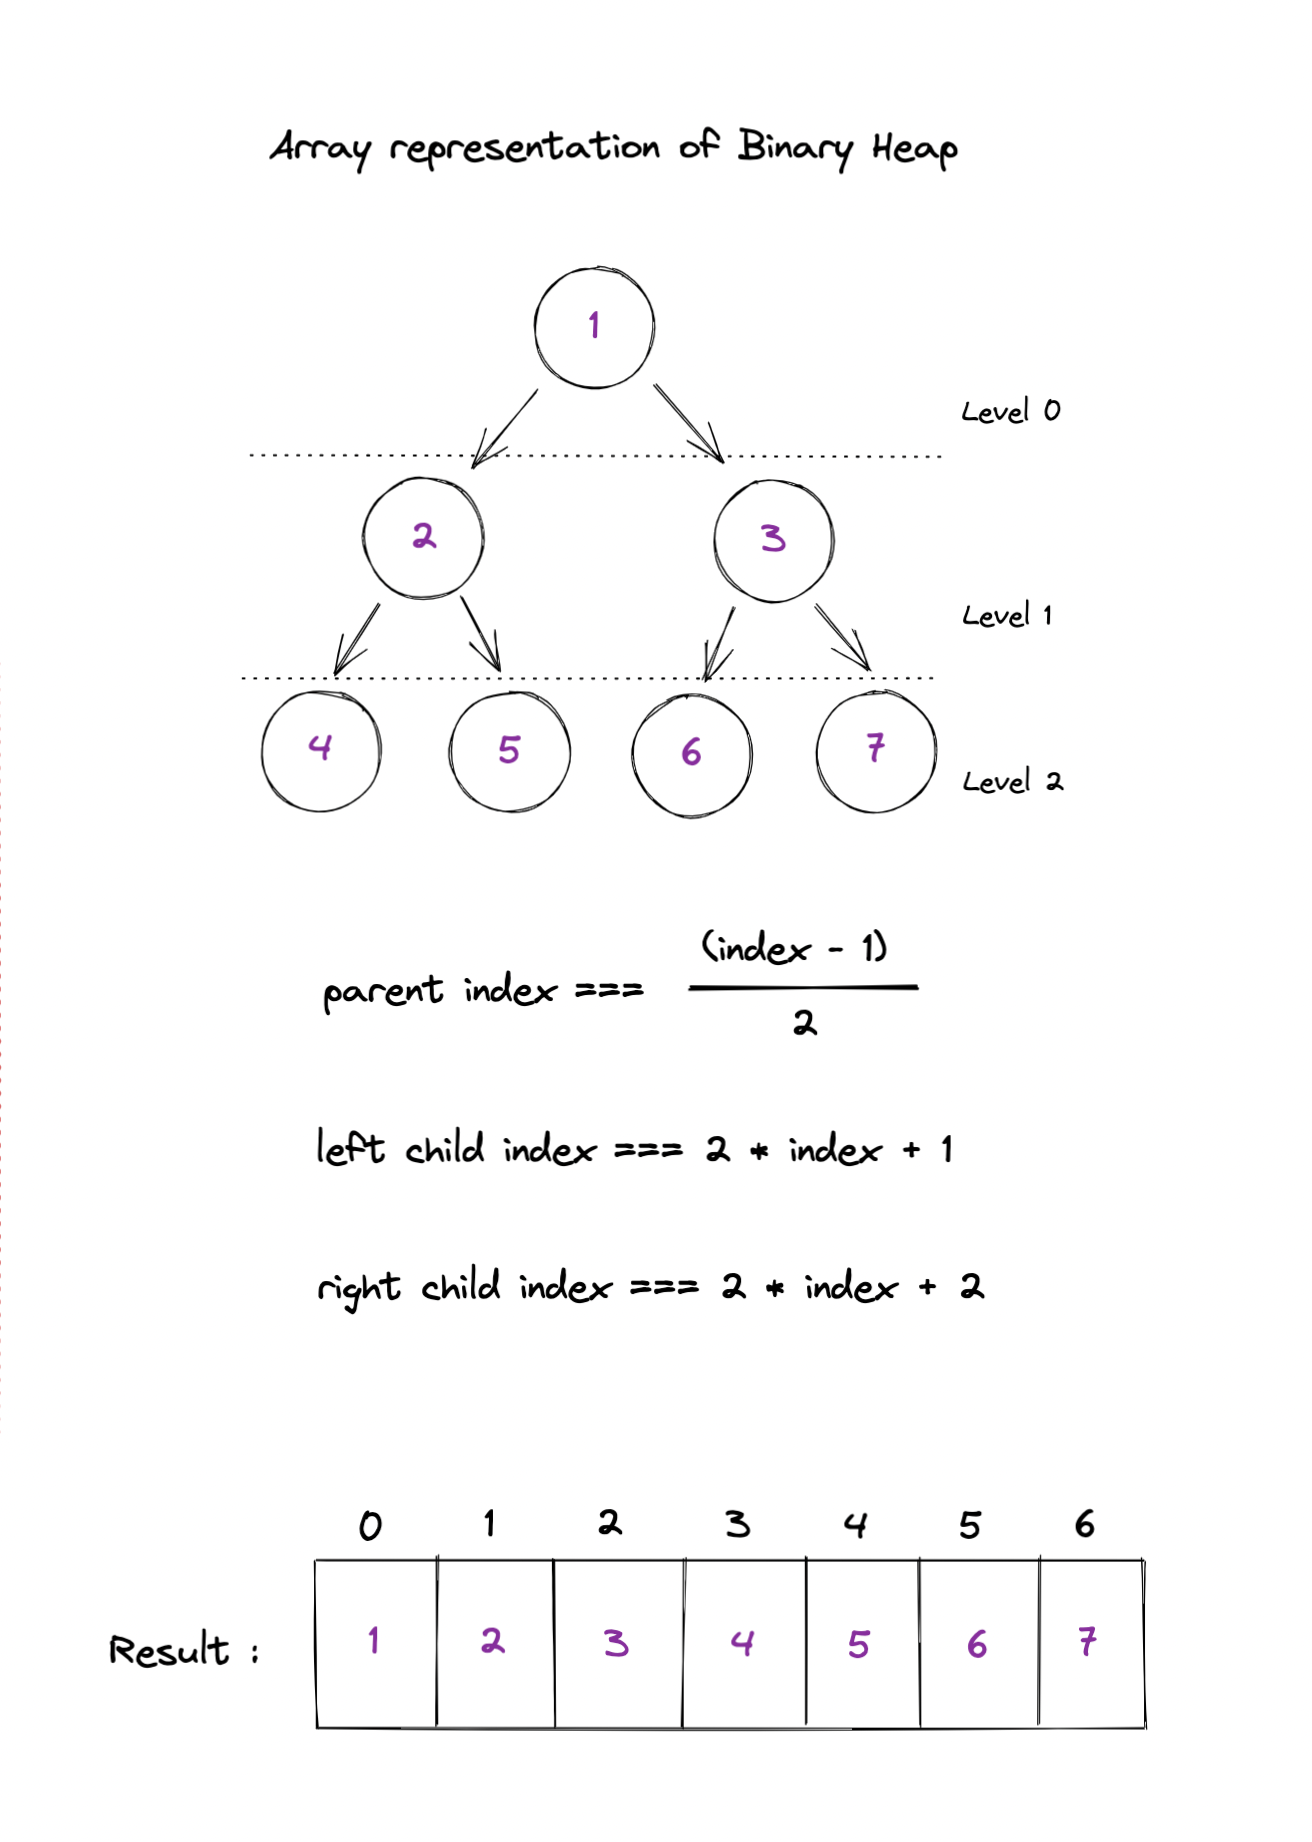 Array representation of Binary Heap
1
Level 0
2 3
Level 1
4 5 6 7
Level 2
(index - 1)
parent index ===
2
left child index === 2 * index + 1
right child index === 2 * index + 2
0 1 2 3 4 5 6
Result : 1 2 3 4 5 6 7